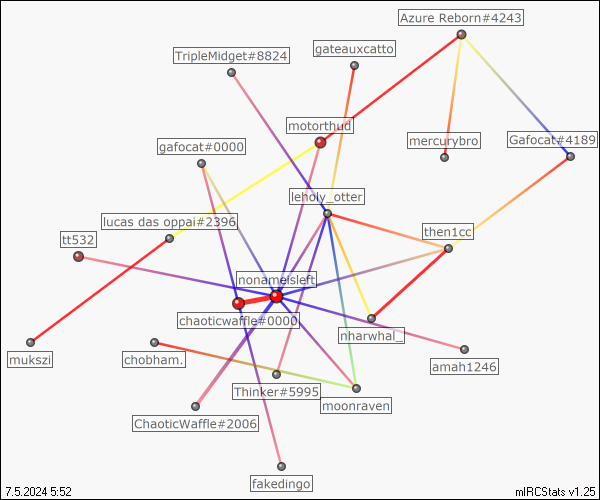 Azure Reborn#4243
gateauxcatto
TripleMidget#8824
motorthud
mercurybro
Gafocat#4189
gafocat#0000
leholy_otter
lucas das oppai#2396
then1cc
tt532
nonameisleft
chaoticwaffle#0000
nharwhal_
mukszi
chobham.
amah1246
Thinker#5995
moonraven
ChaoticWaffle#2006
fakedingo
7.5.2024 5:52
mIRCStats v1.25